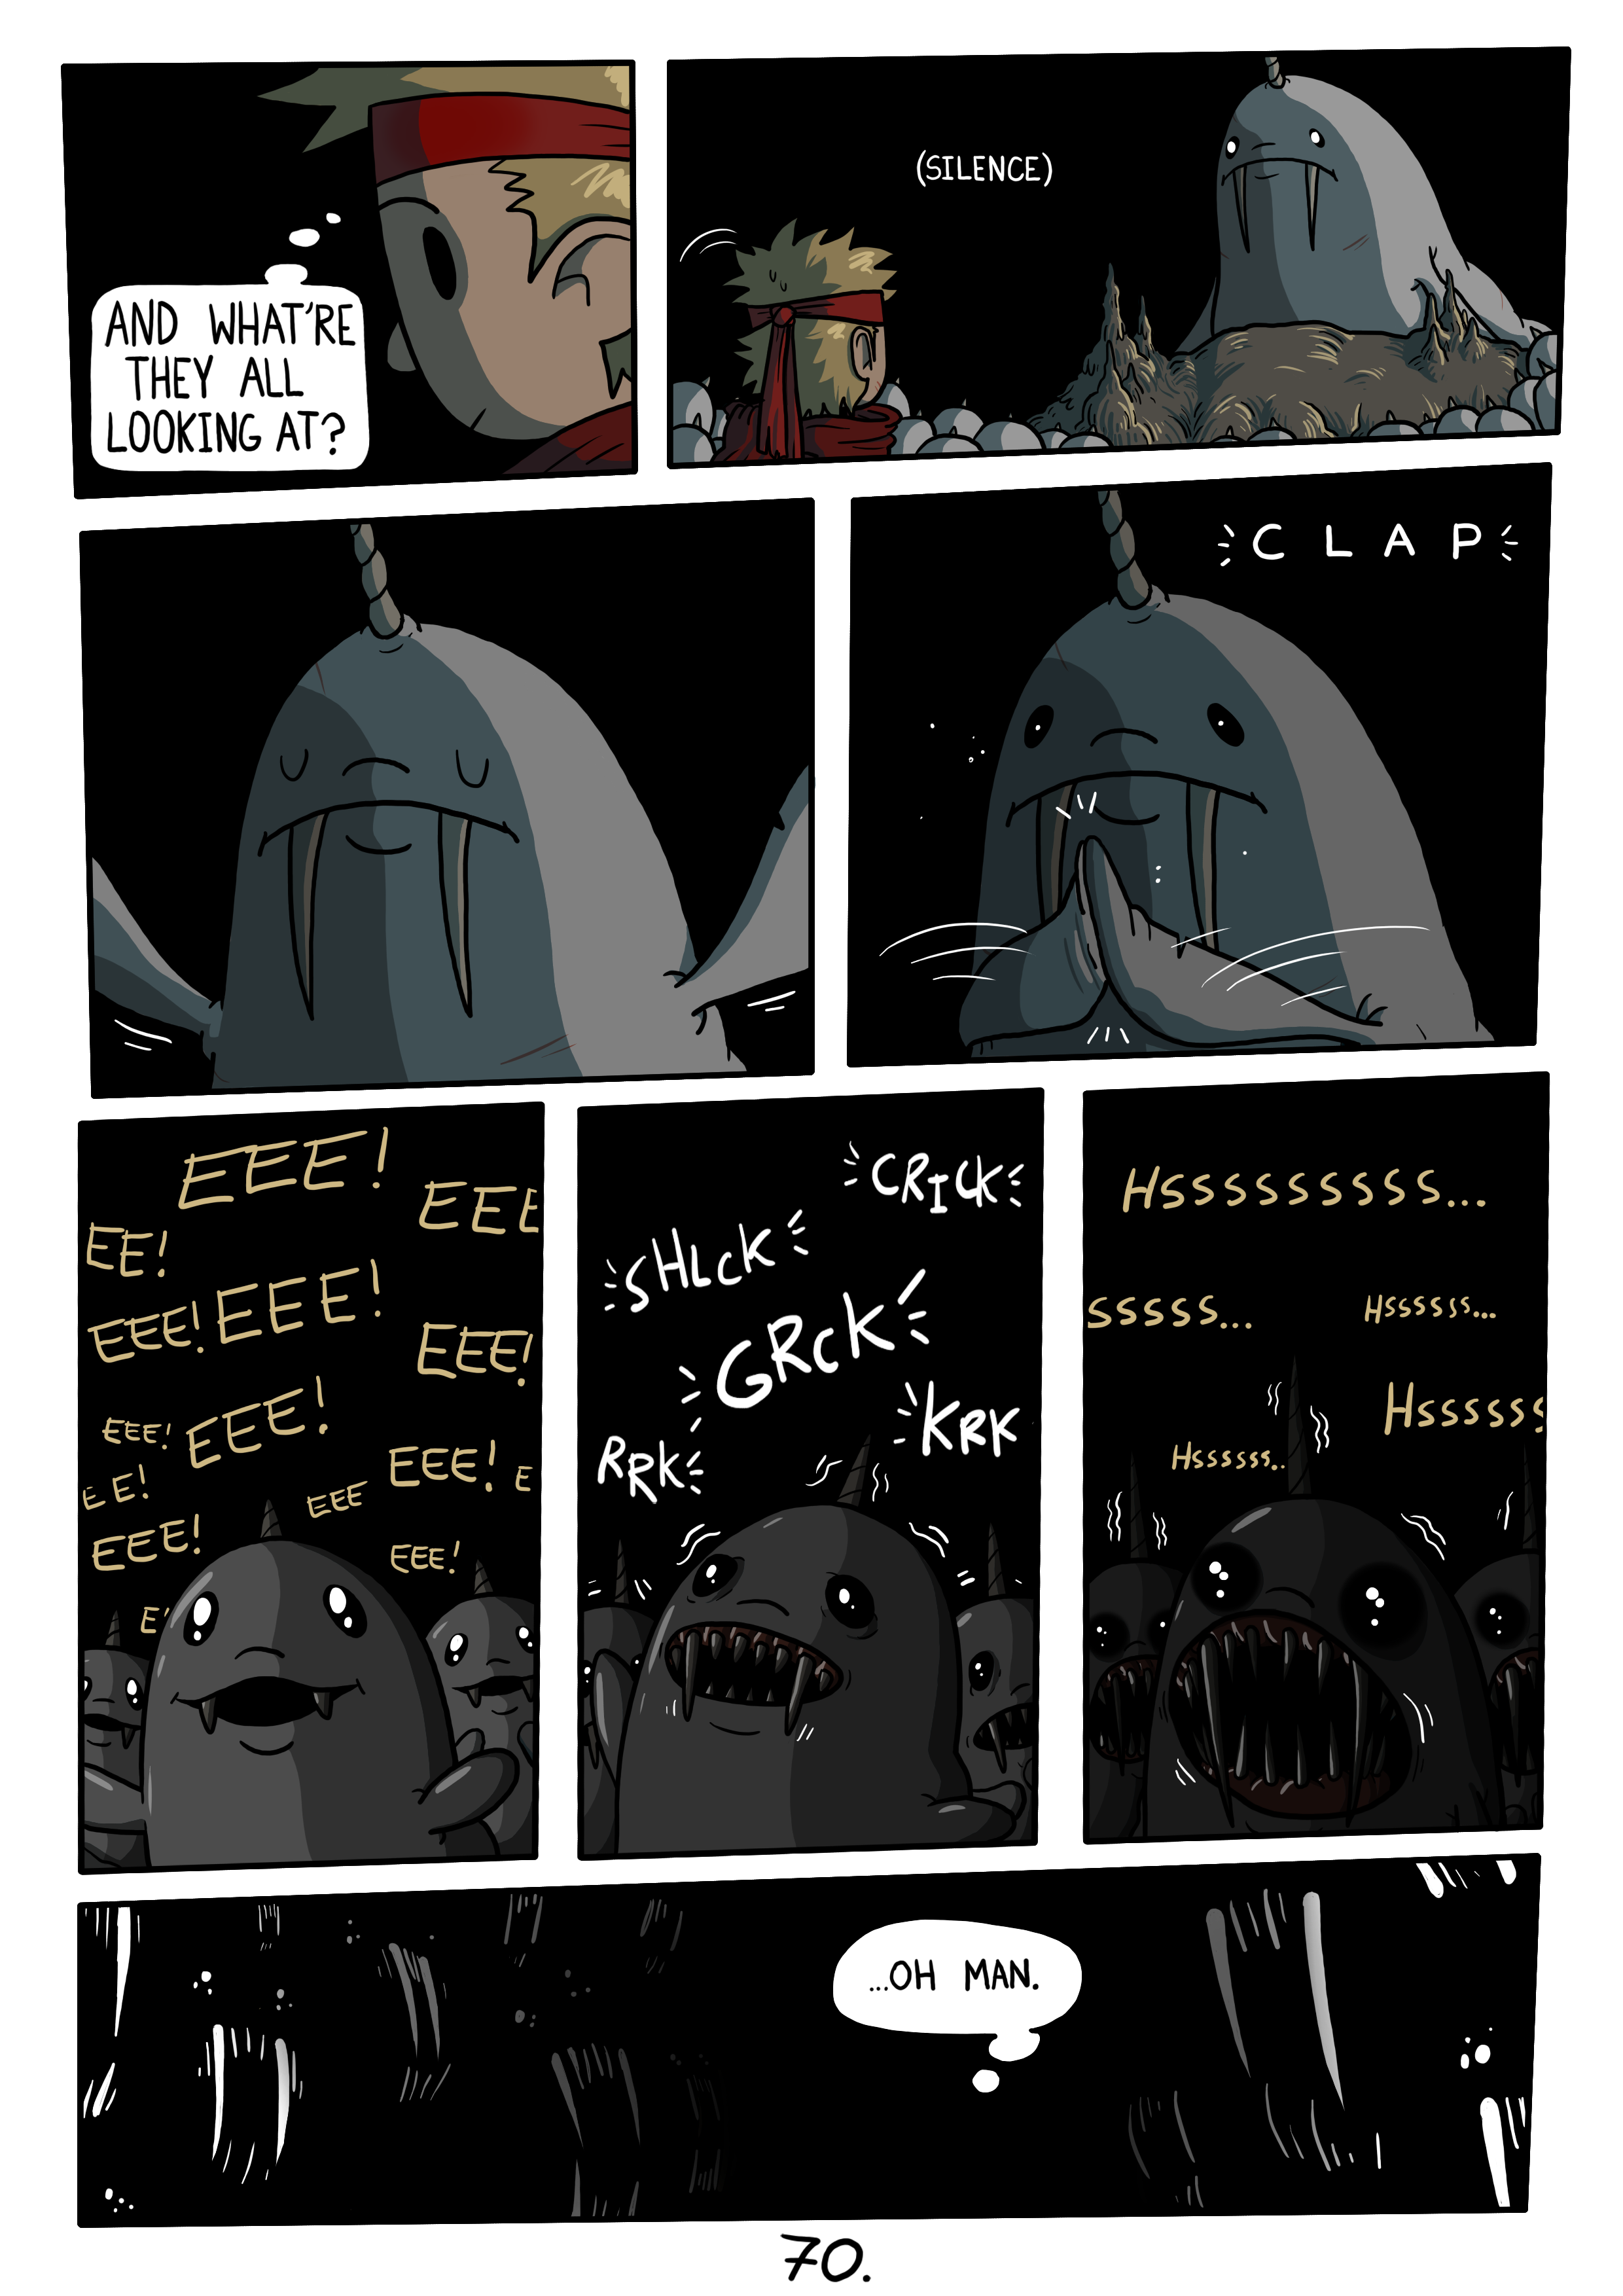 AND WHAT'RE
THEY ALL
LOOKING AT?
(SILENCE)
CLAP
EEE!
EEE
EE!
EEE!
EEE!
EEE!
EEE!
EEE!
EEE!
E
EE!
EEE
EEE!
EEE!
E
CRICK
SHLCK
GRCK
KRK
RRK
HSSSSSSSSS...
SSSSS...
HSSSSSS...
HSSSSSS
HSSSSSS..
...OH MAN.
70.